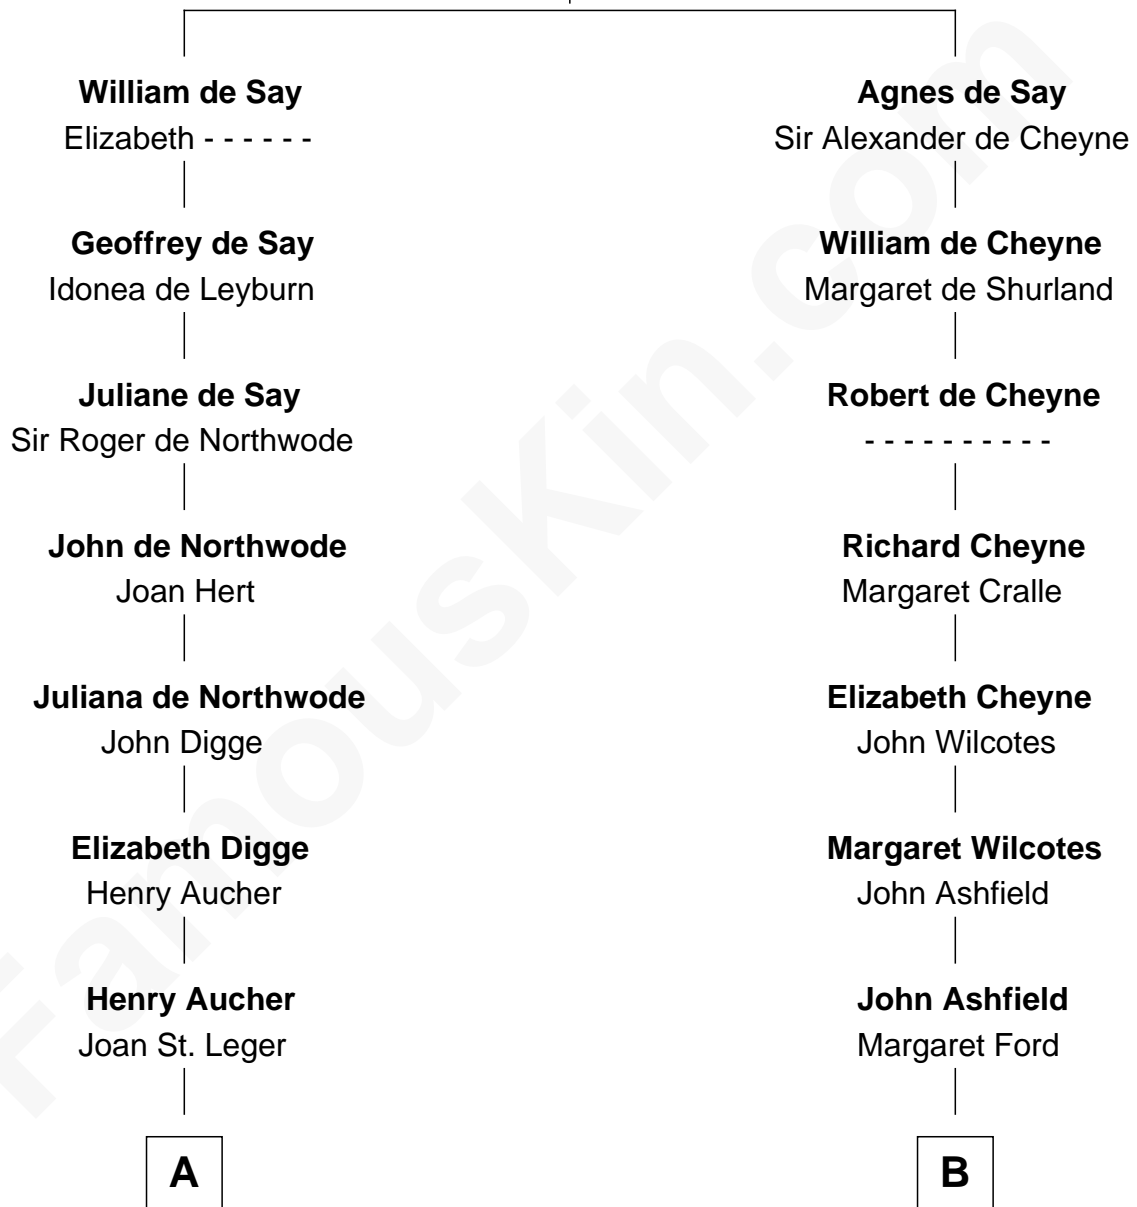 William de Say
Elizabeth - - - - - -
Agnes de Say
Sir Alexander de Cheyne
Geoffrey de Say
Idonea de Leyburn
William de Cheyne
Margaret de Shurland
Juliane de Say
Sir Roger de Northwode
Robert de Cheyne
- - - - - - - - - -
John de Northwode
Joan Hert
Richard Cheyne
Margaret Cralle
Juliana de Northwode
John Digge
Elizabeth Cheyne
John Wilcotes
Elizabeth Digge
Henry Aucher
Margaret Wilcotes
John Ashfield
Henry Aucher
Joan St. Leger
John Ashfield
Margaret Ford
A
B
FamousKin.com